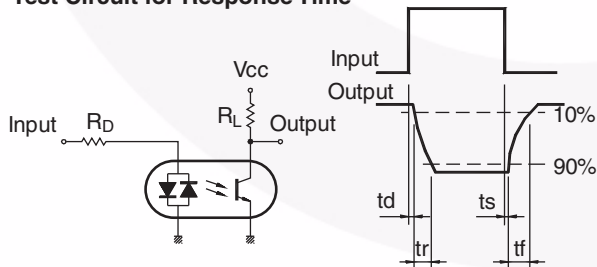 Test Circuit for Response Time
Input
Output
Vcc
RL
Input
RD
Output
10%
90%
td
ts
tr
tf